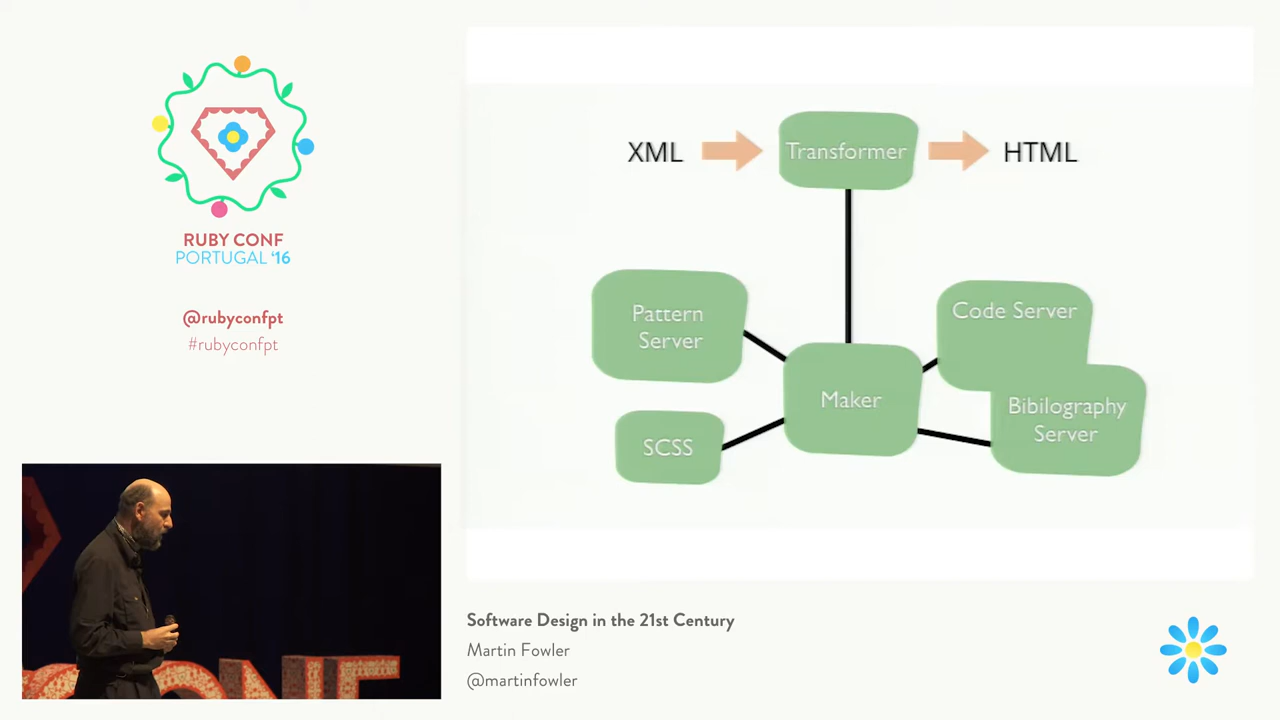 RUBY CONF
PORTUGAL ‘16
@rubyconfpt
#rubyconfpt
XML
Transformer
HTML
Pattern
Server
Code Server
Maker
Bibilography
Server
SCSS
Software Design in the 21st Century
Martin Fowler
@martinfowler